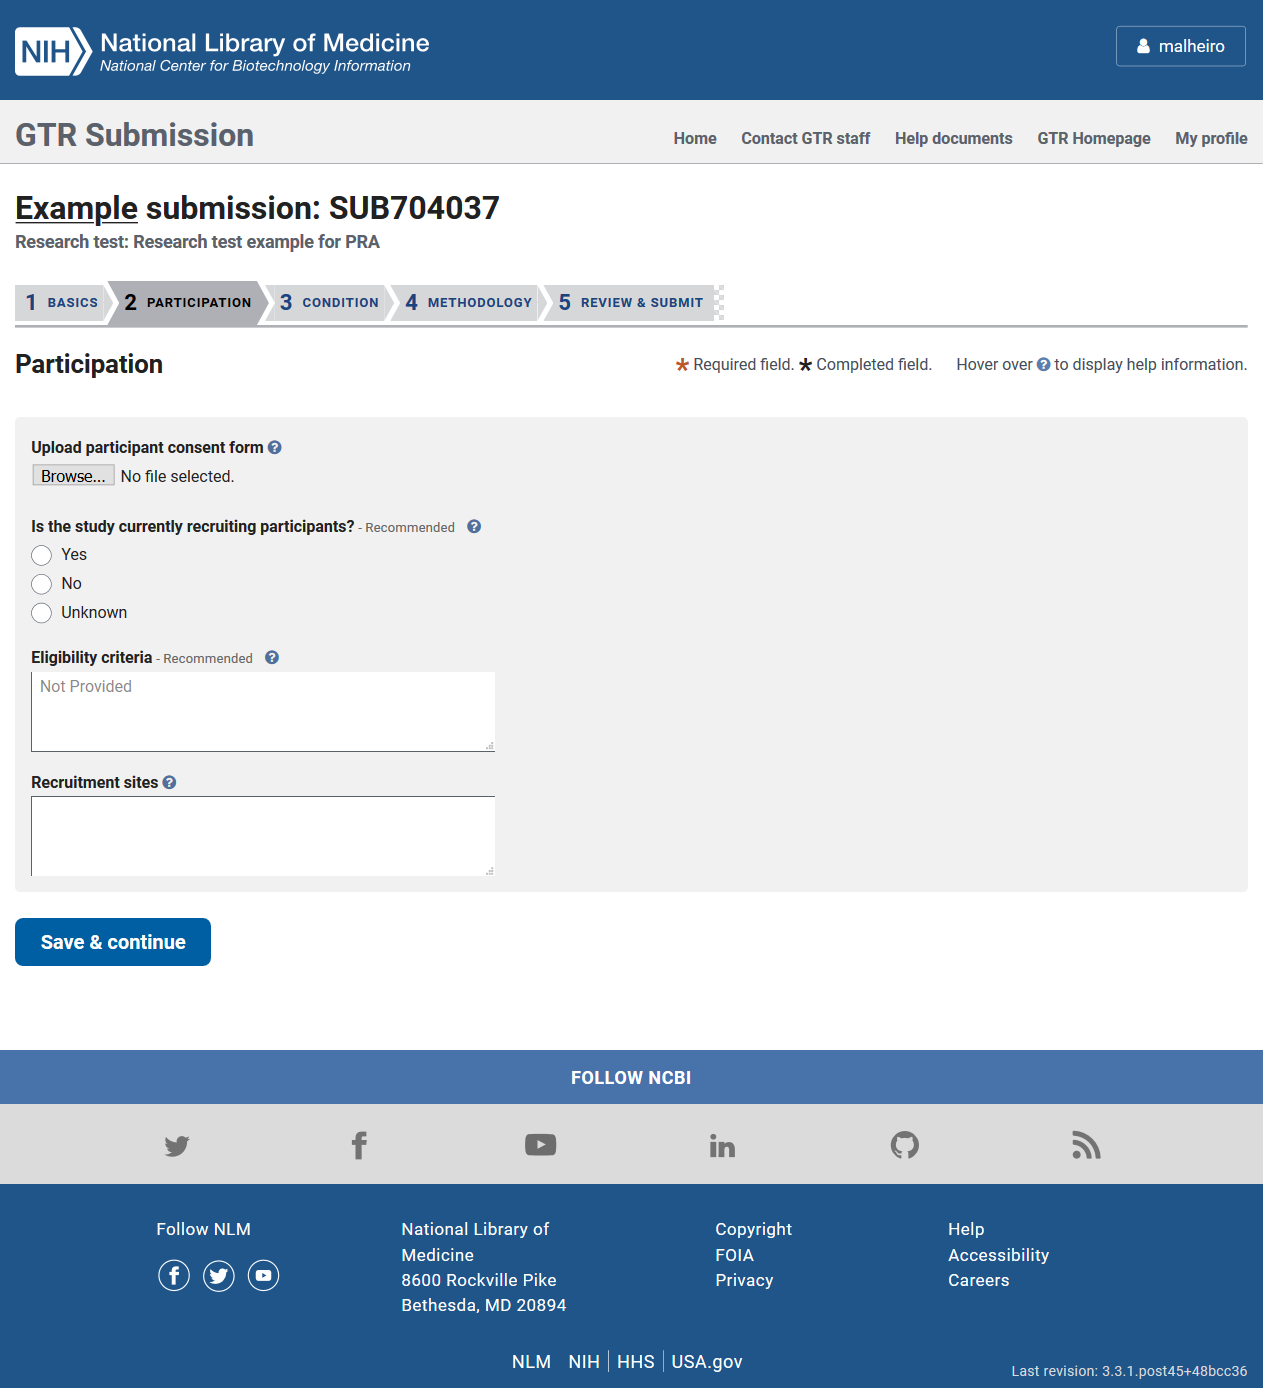 NIH National Library of Medicine
National Center for Biotechnology Information
malheiro
GTR Submission
Home Contact GTR staff Help documents GTR Homepage My profile
Example submission: SUB704037
Research test: Research test example for PRA
1 BASICS 2 PARTICIPATION 3 CONDITION 4 METHODOLOGY 5 REVIEW & SUBMIT
Participation
* Required field. * Completed field. Hover over ? to display help information.
Upload participant consent form ?
Browse... No file selected.
Is the study currently recruiting participants? - Recommended ?
Yes
No
Unknown
Eligibility criteria - Recommended ?
Not Provided
Recruitment sites ?
Save & continue
FOLLOW NCBI
Follow NLM
National Library of
Medicine
8600 Rockville Pike
Bethesda, MD 20894
Copyright
FOIA
Privacy
Help
Accessibility
Careers
NLM NIH HHS USA.gov
Last revision: 3.3.1.post45+48bcc36